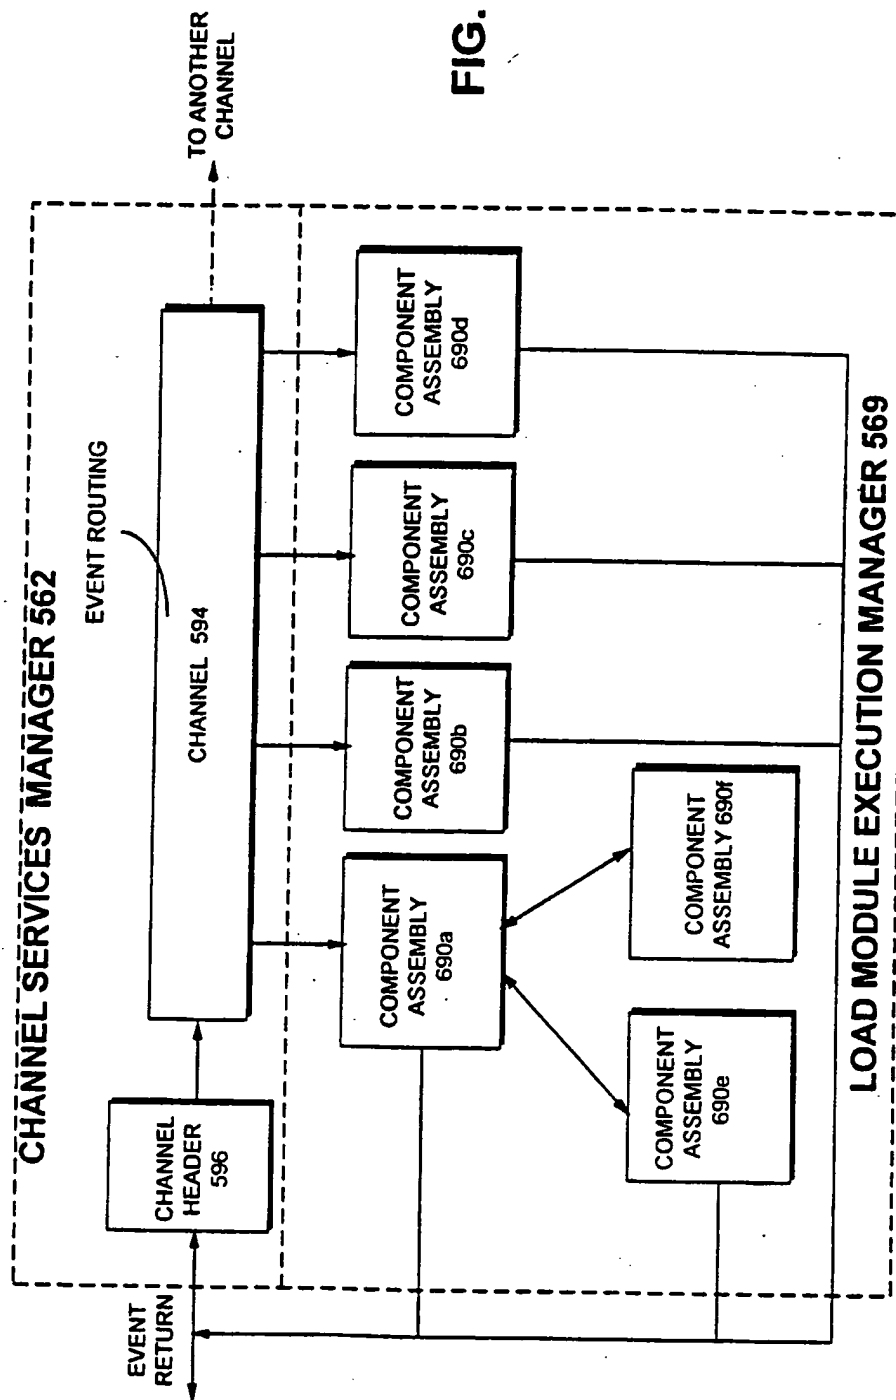 CHANNEL SERVICES MANAGER 562
EVENT ROUTING
TO ANOTHER
CHANNEL
FIG.
EVENT
RETURN
CHANNEL
HEADER
596
CHANNEL 594
COMPONENT
ASSEMBLY
690a
COMPONENT
ASSEMBLY
690b
COMPONENT
ASSEMBLY
690c
COMPONENT
ASSEMBLY
690d
COMPONENT
ASSEMBLY
690e
COMPONENT
ASSEMBLY 690f
LOAD MODULE EXECUTION MANAGER 569